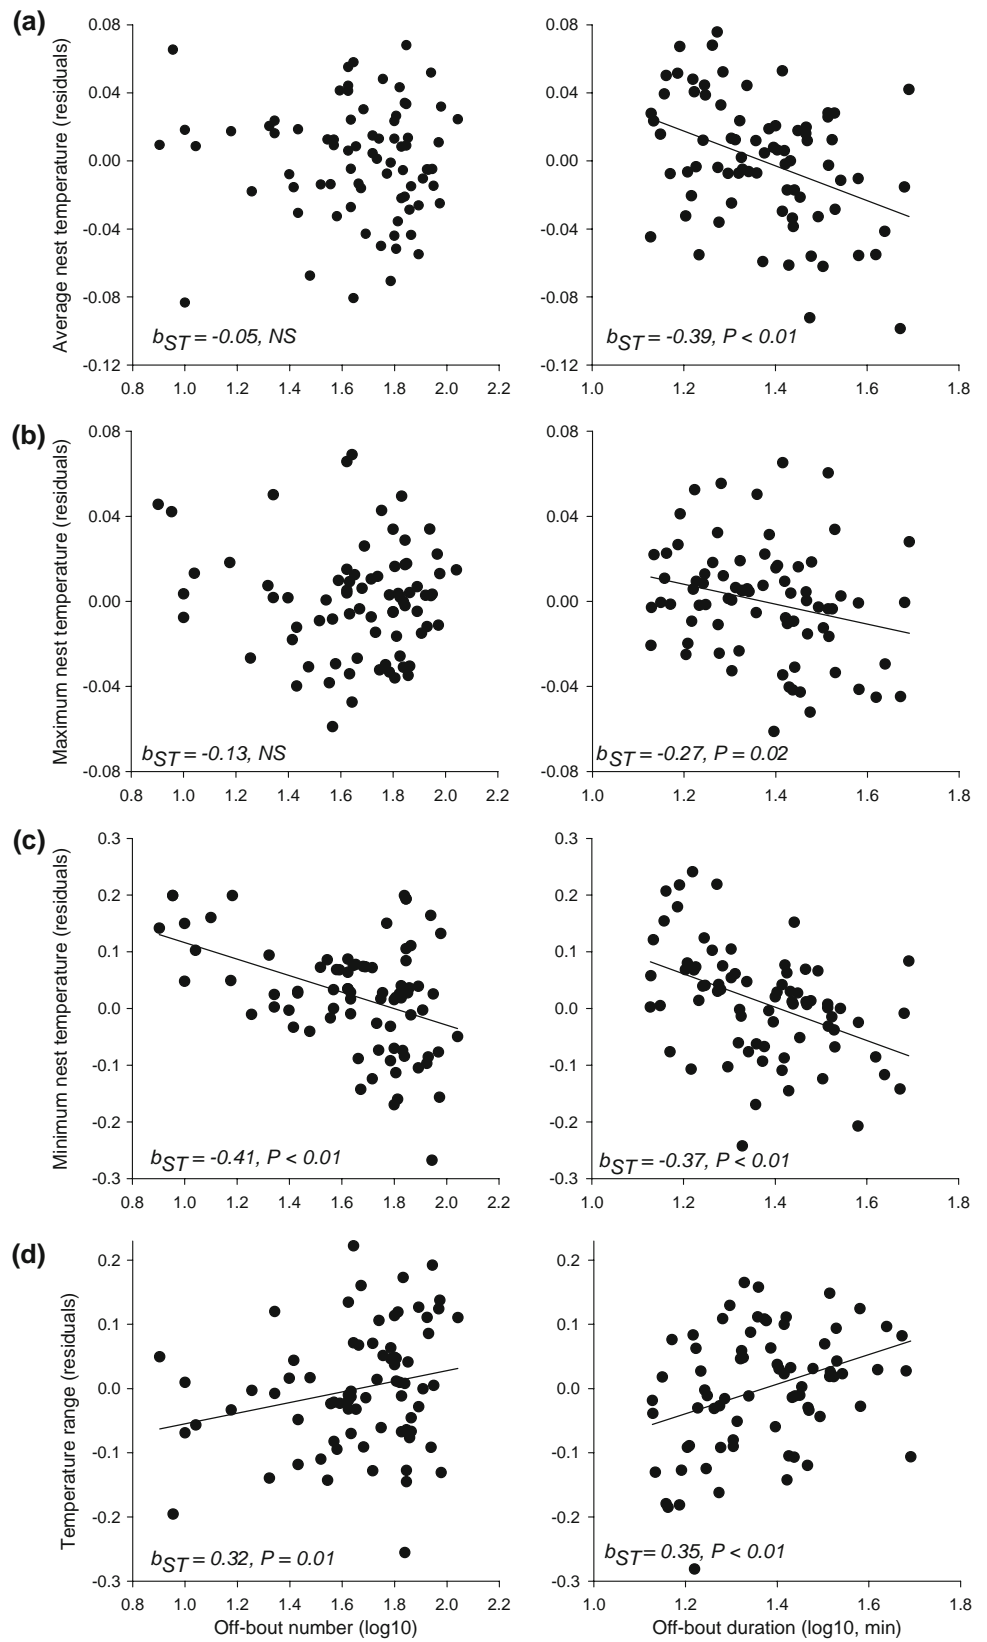 (a)
Average nest temperature (residuals)
0.08
0.04
0.00
-0.04
-0.08
-0.12
b_ST = -0.05, NS
0.8 1.0 1.2 1.4 1.6 1.8 2.0 2.2
0.08
0.04
0.00
-0.04
-0.08
-0.12
b_ST = -0.39, P < 0.01
1.0 1.2 1.4 1.6 1.8
(b)
Maximum nest temperature (residuals)
0.08
0.04
0.00
-0.04
-0.08
b_ST = -0.13, NS
0.8 1.0 1.2 1.4 1.6 1.8 2.0 2.2
0.08
0.04
0.00
-0.04
-0.08
b_ST = -0.27, P = 0.02
1.0 1.2 1.4 1.6 1.8
(c)
Minimum nest temperature (residuals)
0.3
0.2
0.1
0.0
-0.1
-0.2
-0.3
b_ST = -0.41, P < 0.01
0.8 1.0 1.2 1.4 1.6 1.8 2.0 2.2
0.3
0.2
0.1
0.0
-0.1
-0.2
-0.3
b_ST = -0.37, P < 0.01
1.0 1.2 1.4 1.6 1.8
(d)
Temperature range (residuals)
0.2
0.1
0.0
-0.1
-0.2
-0.3
b_ST = 0.32, P = 0.01
0.8 1.0 1.2 1.4 1.6 1.8 2.0 2.2
Off-bout number (log10)
0.2
0.1
0.0
-0.1
-0.2
-0.3
b_ST = 0.35, P < 0.01
1.0 1.2 1.4 1.6 1.8
Off-bout duration (log10, min)